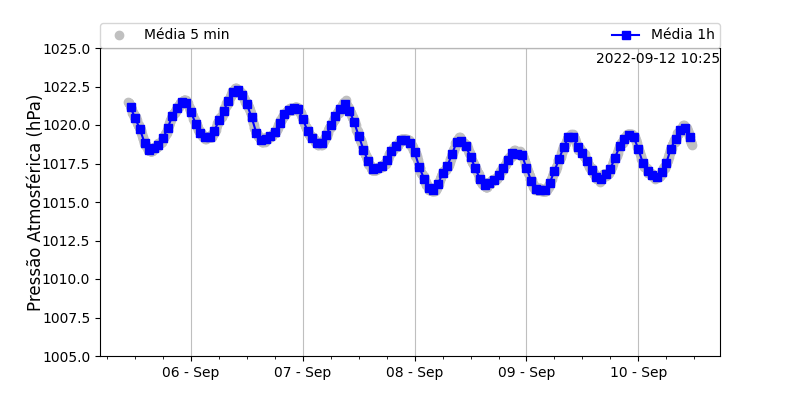 Média 5 min
Média 1h
2022-09-12 10:25
Pressão Atmosférica (hPa)
1025.0
1022.5
1020.0
1017.5
1015.0
1012.5
1010.0
1007.5
1005.0
06 - Sep
07 - Sep
08 - Sep
09 - Sep
10 - Sep